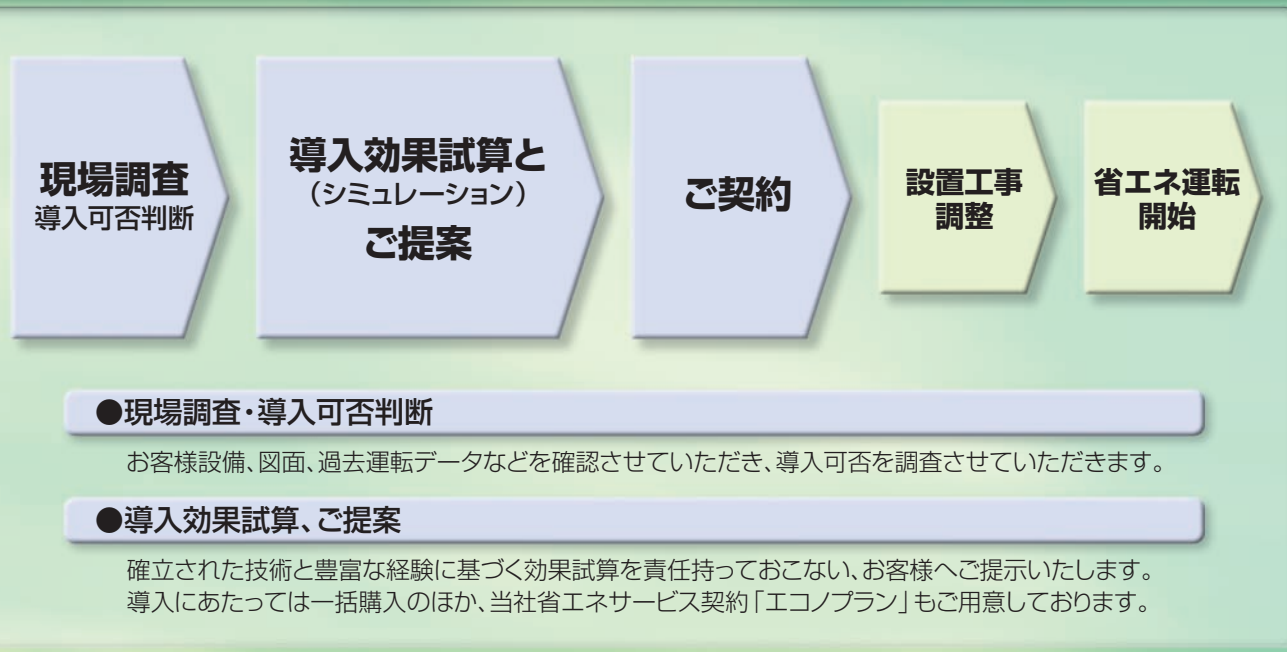 現場調査
導入可否判断
導入効果試算と
（シミュレーション）
ご提案
ご契約
設置工事
調整
省エネ運転
開始
●現場調査・導入可否判断
お客様設備、図面、過去運転データなどを確認させていただき、導入可否を調査させていただきます。
●導入効果試算、ご提案
確立された技術と豊富な経験に基づく効果試算を責任持っておこない、お客様へご提示いたします。
導入にあたっては一括購入のほか、当社省エネサービス契約「エコノプラン」もご用意しております。